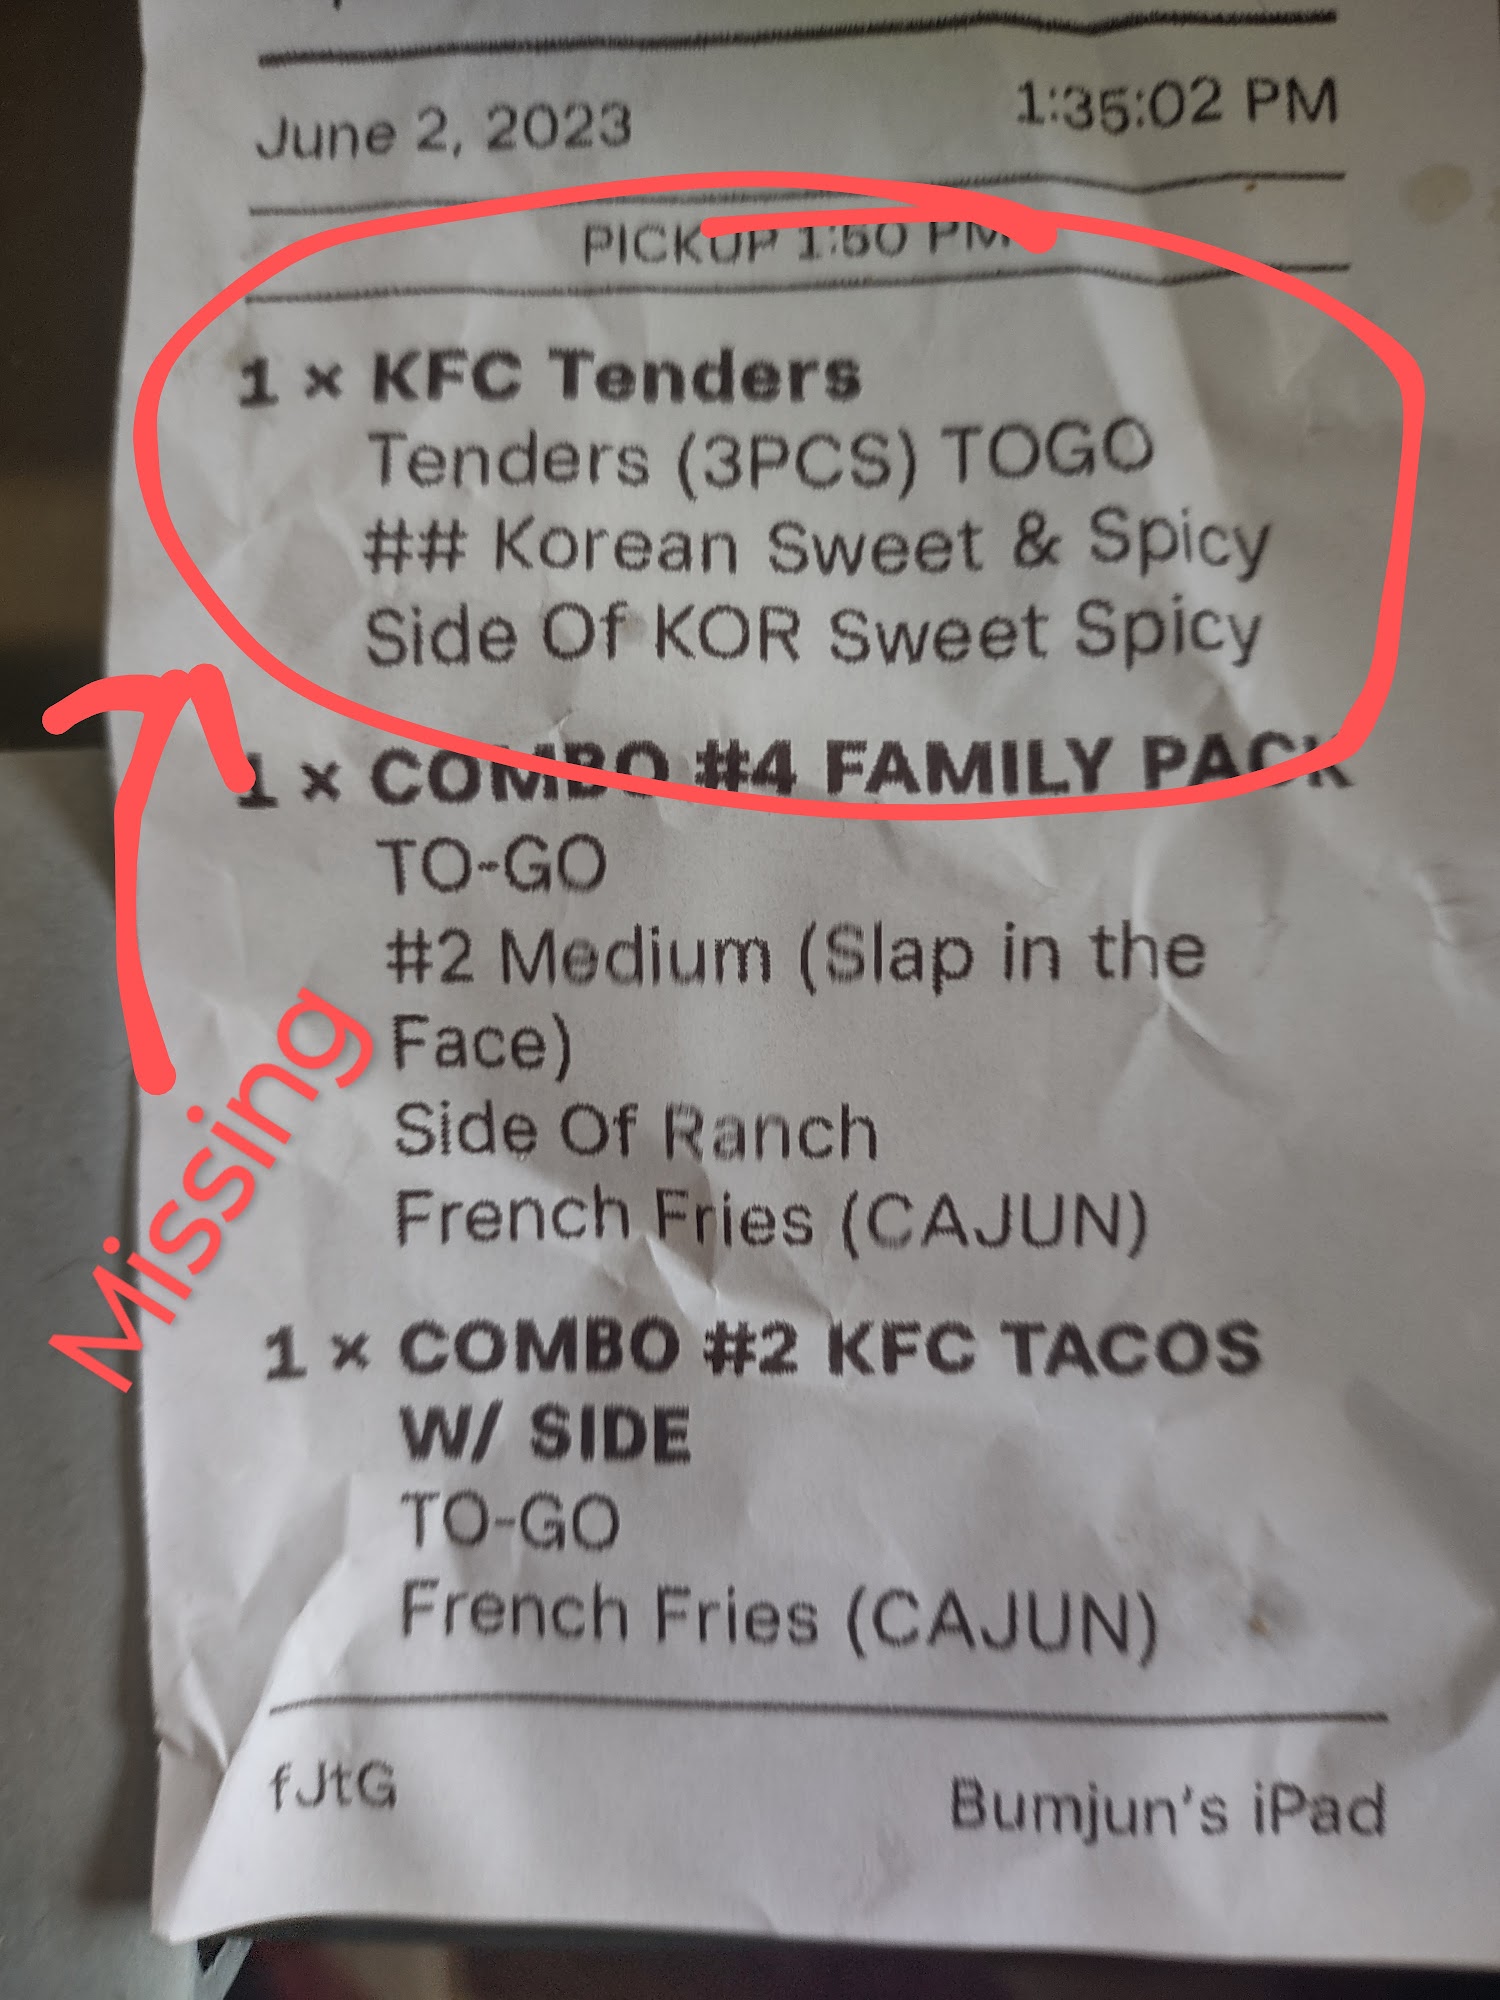 June 2, 2023 1:35:02 PM
PICKUP 1:50 PM
1 x KFC Tenders
Tenders (3PCS) TOGO
## Korean Sweet & Spicy
Side Of KOR Sweet Spicy
1 x COMBO #4 FAMILY PACK
TO-GO
#2 Medium (Slap in the
Face)
Side Of Ranch
French Fries (CAJUN)
Missing
1 x COMBO #2 KFC TACOS
W/ SIDE
TO-GO
French Fries (CAJUN)
fJtG Bumjun's iPad